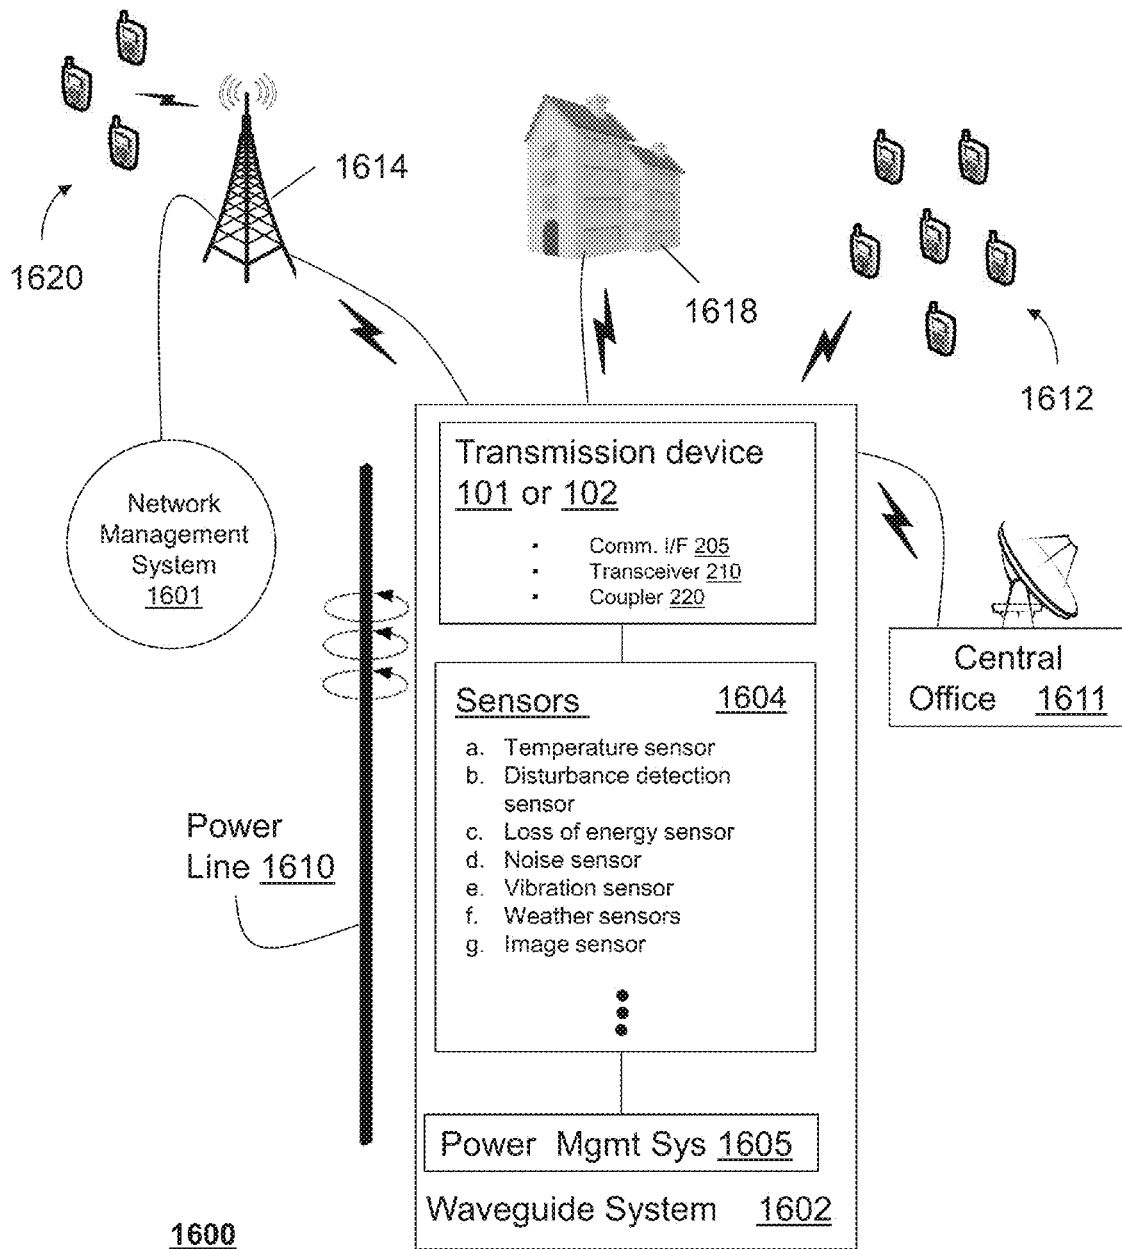 1614
1620
1618
1612
Transmission device
101 or 102
▪ Comm. I/F 205
▪ Transceiver 210
▪ Coupler 220
Network
Management
System
1601
Central
Office 1611
Sensors 1604
a. Temperature sensor
b. Disturbance detection
sensor
c. Loss of energy sensor
d. Noise sensor
e. Vibration sensor
f. Weather sensors
g. Image sensor
Power
Line 1610
Power Mgmt Sys 1605
Waveguide System 1602
1600